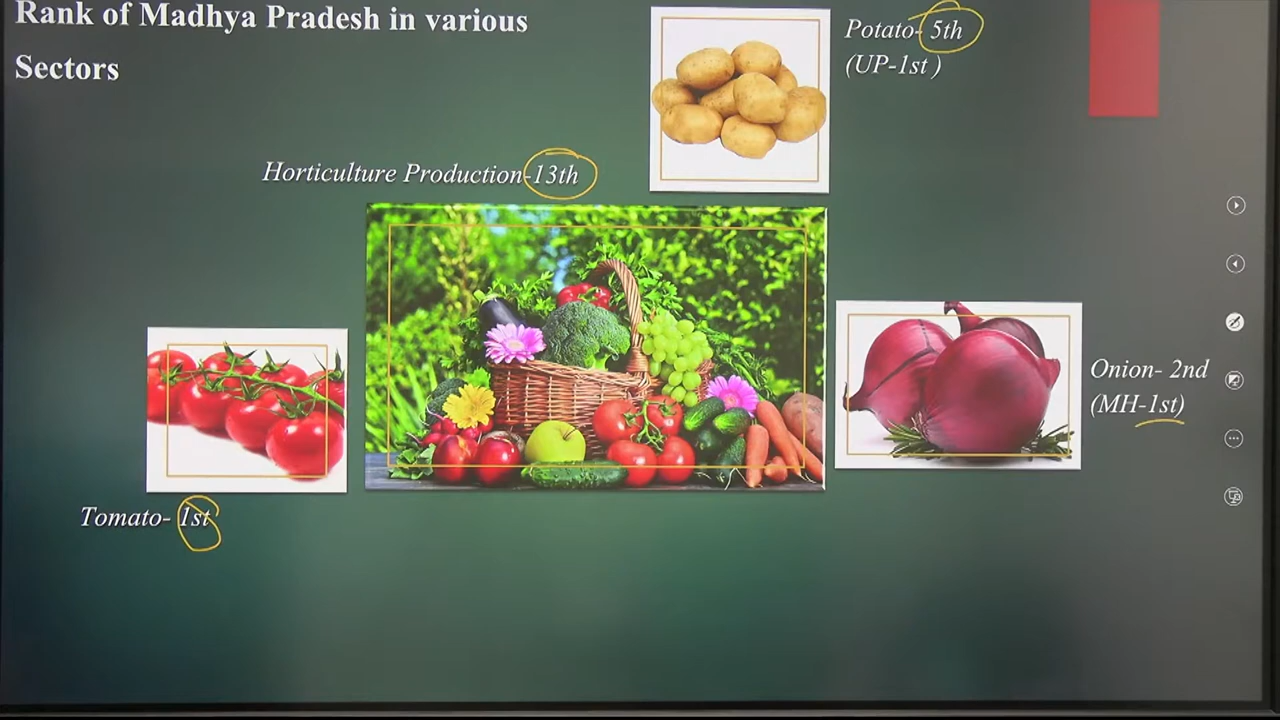 Rank of Madhya Pradesh in various
Sectors
Potato- 5th
(UP-1st )
Horticulture Production-13th
Onion- 2nd
(MH-1st)
Tomato- 1st